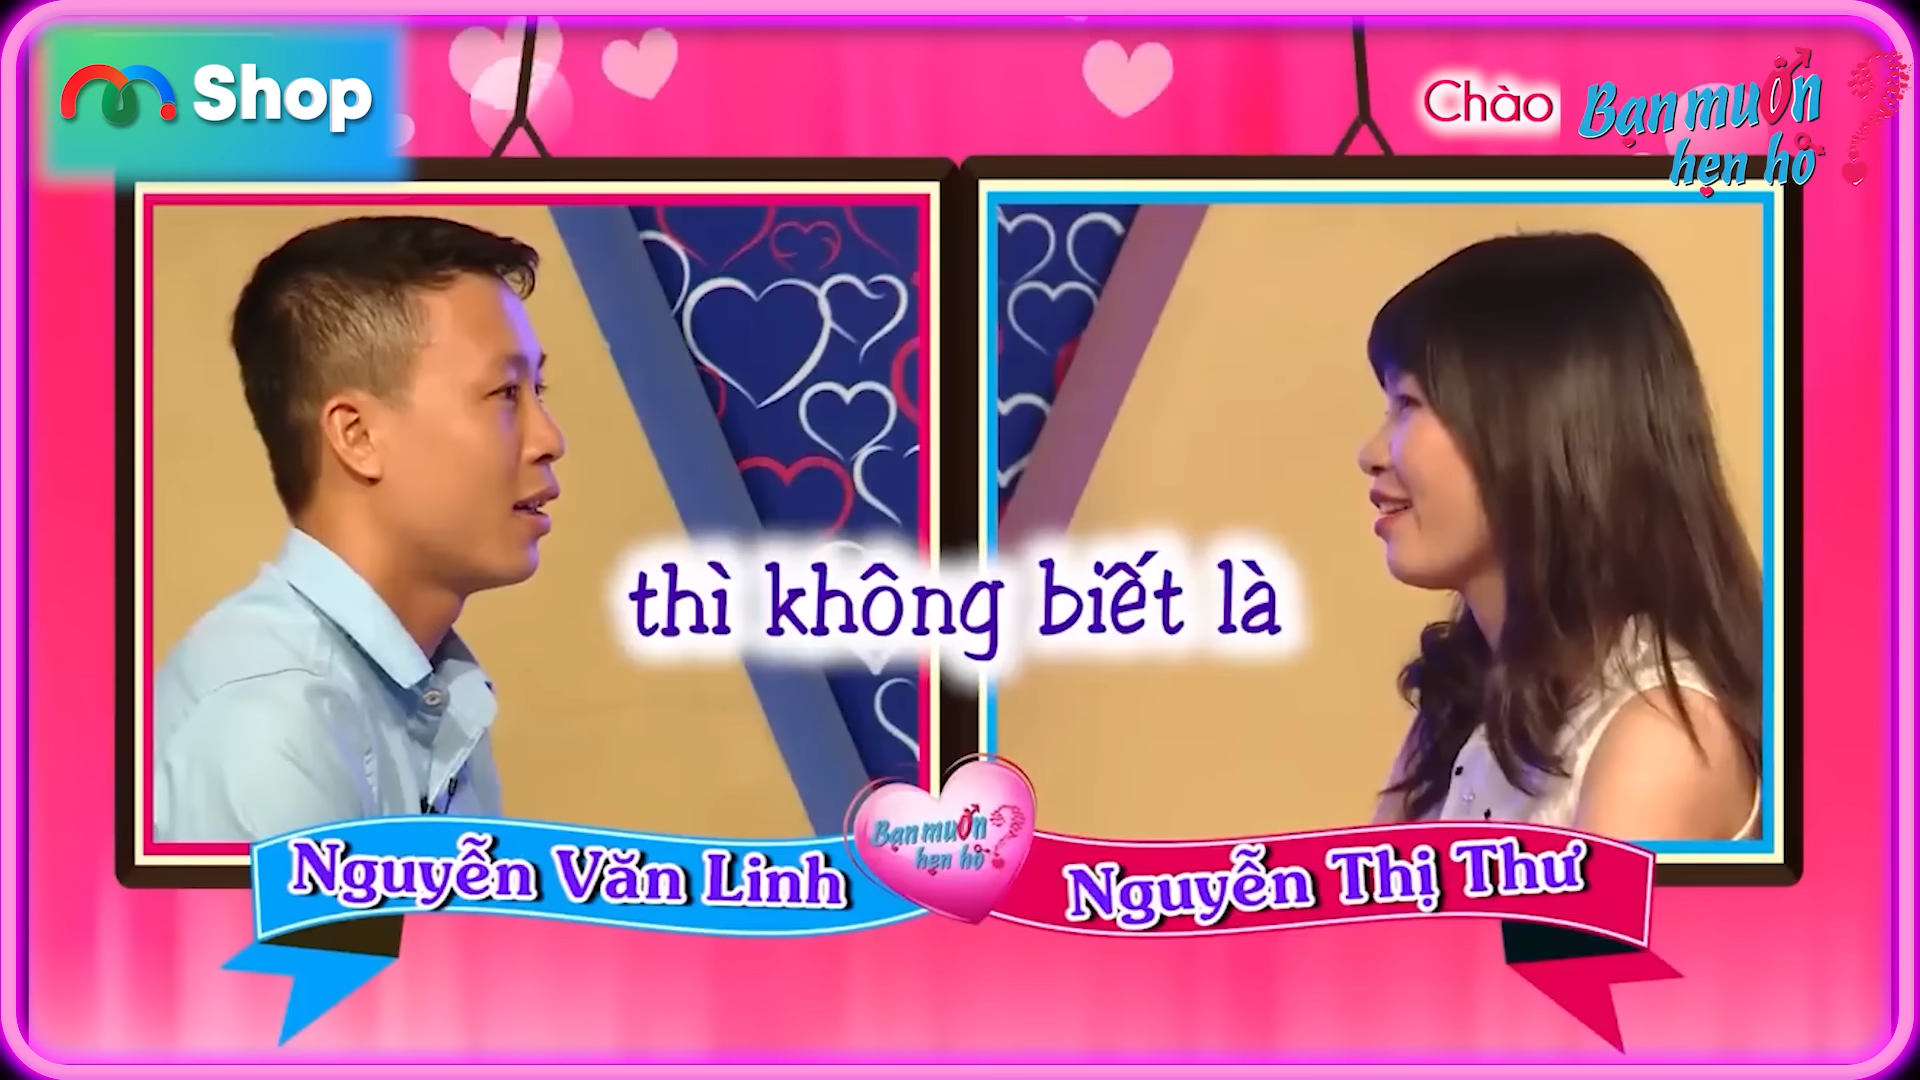 Shop
Chào
Bạn muốn
hẹn hò
thì không biết là
Bạn muốn
hẹn hò
Nguyễn Văn Linh
Nguyễn Thị Thư